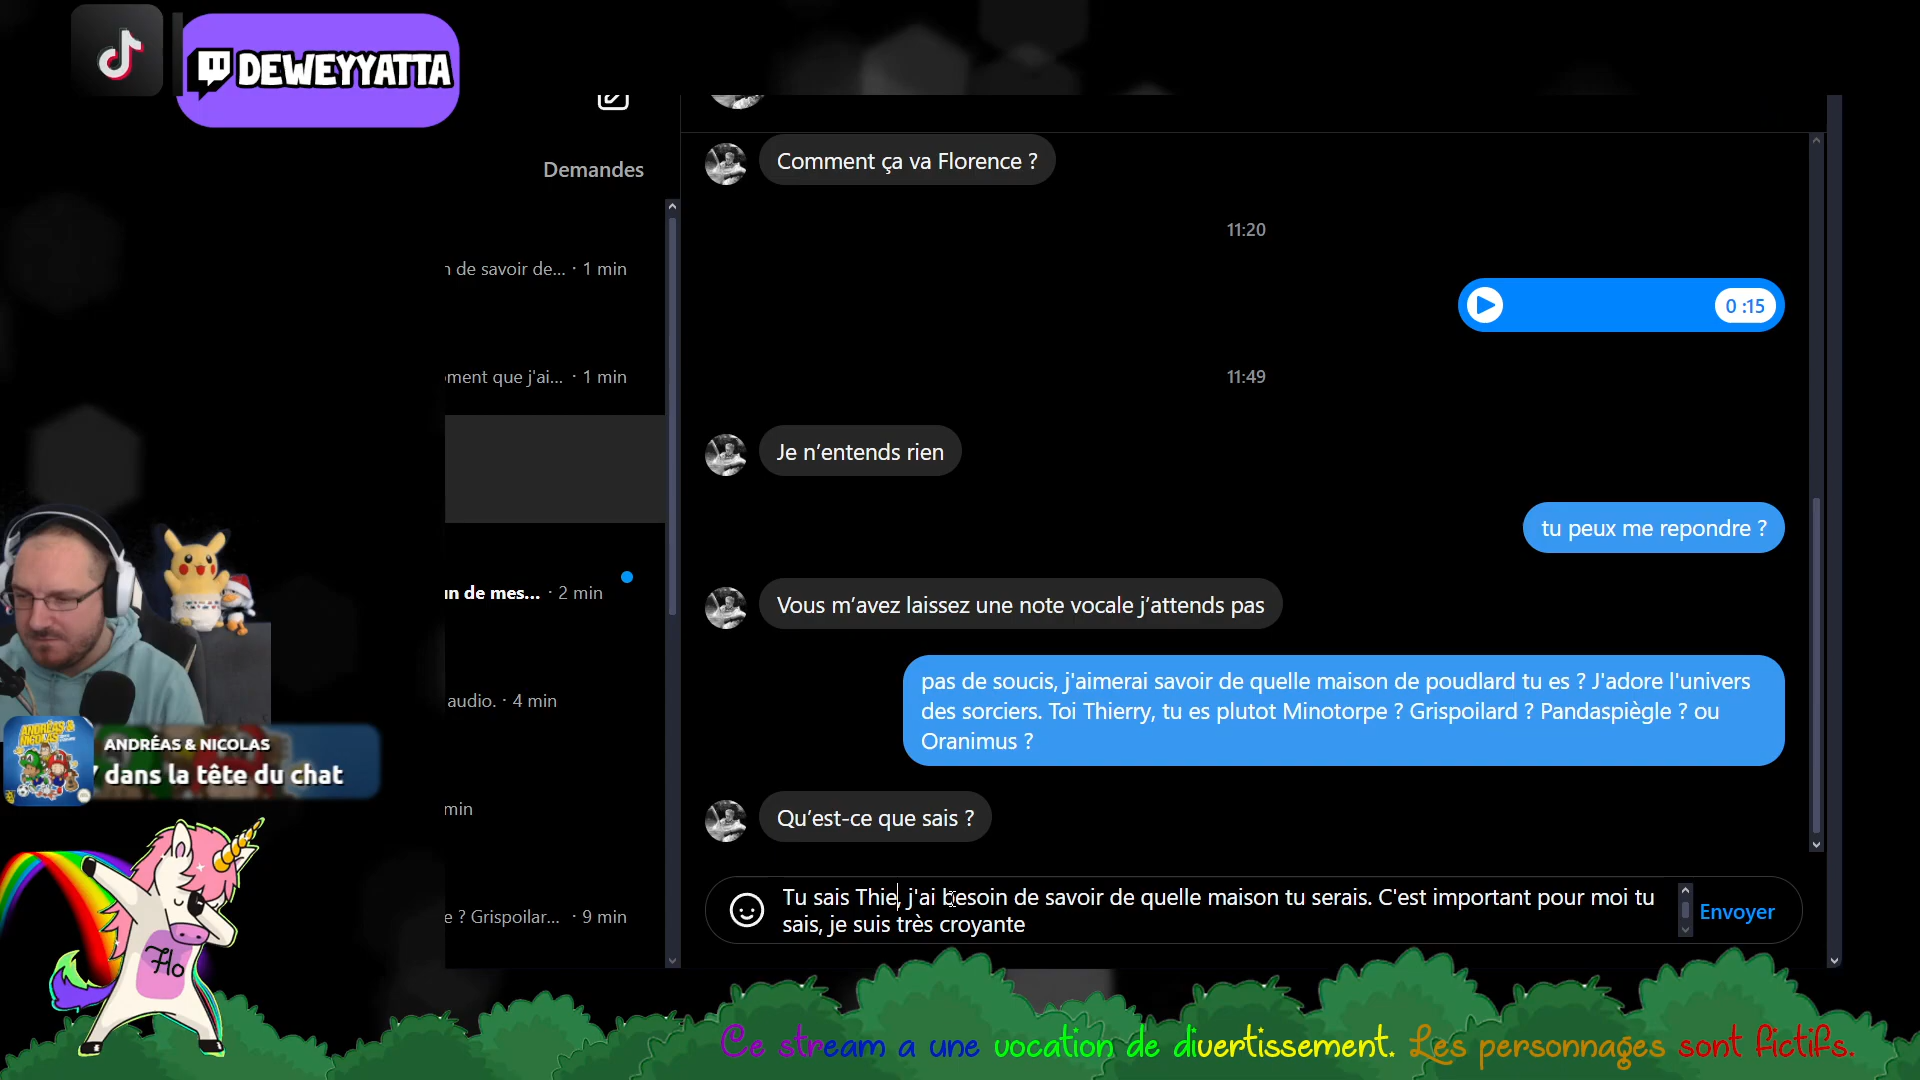 DEWEYYATTA
Demandes
Comment ça va Florence ?
11:20
0 :15
11:49
Je n’entends rien
tu peux me repondre ?
Vous m’avez laissez une note vocale j’attends pas
pas de soucis, j'aimerai savoir de quelle maison de poudlard tu es ? J'adore l'univers
des sorciers. Toi Thierry, tu es plutot Minotorpe ? Grispoilard ? Pandaspiègle ? ou
Oranimus ?
Qu’est-ce que sais ?
Tu sais Thie, j'ai besoin de savoir de quelle maison tu serais. C'est important pour moi tu
sais, je suis très croyante
Envoyer
de savoir de... · 1 min
ment que j'ai... · 1 min
un de mes... · 2 min
audio. · 4 min
min
? Grispoilar... · 9 min
ANDRÉAS & NICOLAS
dans la tête du chat
Flo
Ce stream a une vocation de divertissement. Les personnages sont fictifs.